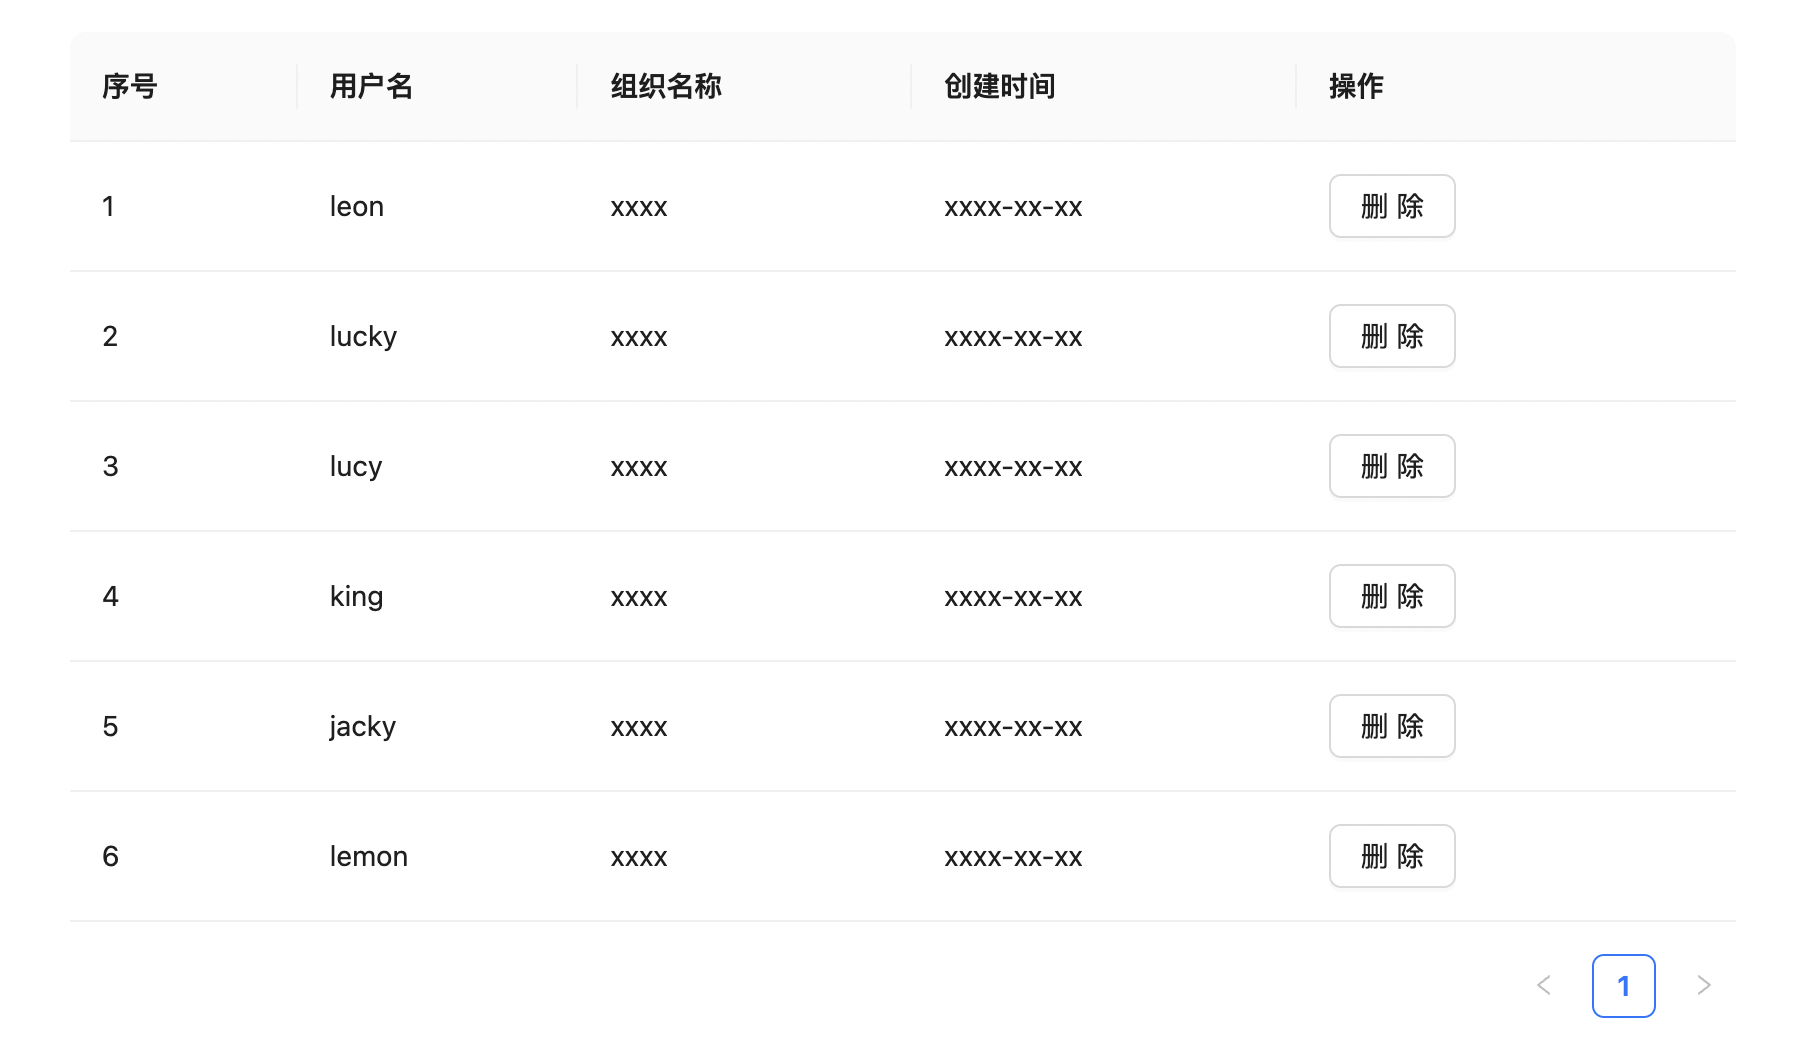 序号 用户名 组织名称 创建时间 操作
1 leon xxxx xxxx-xx-xx 删 除
2 lucky xxxx xxxx-xx-xx 删 除
3 lucy xxxx xxxx-xx-xx 删 除
4 king xxxx xxxx-xx-xx 删 除
5 jacky xxxx xxxx-xx-xx 删 除
6 lemon xxxx xxxx-xx-xx 删 除
< 1 >